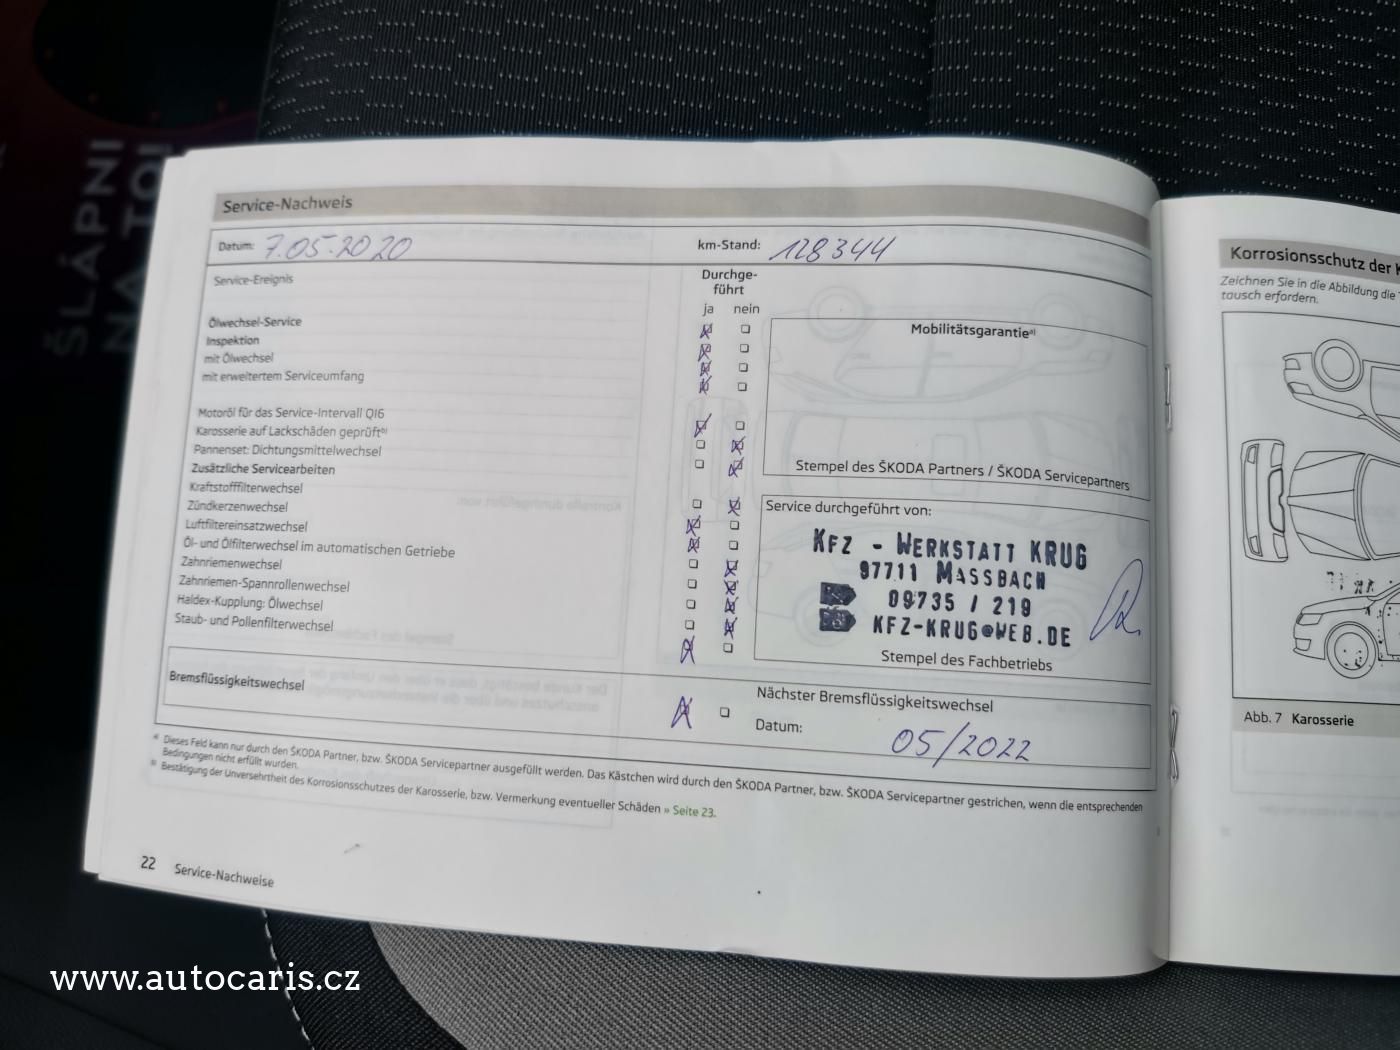 ŠLÁPNI
NA TO!
Service-Nachweis
Datum: 7.05.2020 km-Stand: 128344
Service-Ereignis
Durchge-
führt
ja nein
Ölwechsel-Service
Inspektion
mit Ölwechsel
mit erweitertem Serviceumfang
Motoröl für das Service-Intervall QI6
Karosserie auf Lackschäden geprüft b)
Pannenset: Dichtungsmittelwechsel
Zusätzliche Servicearbeiten
Kraftstofffilterwechsel
Zündkerzenwechsel
Luftfiltereinsatzwechsel
Öl- und Ölfilterwechsel im automatischen Getriebe
Zahnriemenwechsel
Zahnriemen-Spannrollenwechsel
Haldex-Kupplung: Ölwechsel
Staub- und Pollenfilterwechsel
Mobilitätsgarantie a)
Stempel des ŠKODA Partners / ŠKODA Servicepartners
Service durchgeführt von:
KFZ - WERKSTATT KRUG
97711 MASSBACH
09735 / 219
KFZ-KRUG@WEB.DE
Stempel des Fachbetriebs
Bremsflüssigkeitswechsel
Nächster Bremsflüssigkeitswechsel
Datum: 05/2022
a) Dieses Feld kann nur durch den ŠKODA Partner, bzw. ŠKODA Servicepartner ausgefüllt werden. Das Kästchen wird durch den ŠKODA Partner, bzw. ŠKODA Servicepartner gestrichen, wenn die entsprechenden
Bedingungen nicht erfüllt wurden.
b) Bestätigung der Unversehrtheit des Korrosionsschutzes der Karosserie, bzw. Vermerkung eventueller Schäden » Seite 23.
22 Service-Nachweise
Korrosionsschutz der K
Zeichnen Sie in die Abbildung die
tausch erfordern.
Abb. 7 Karosserie
www.autocaris.cz